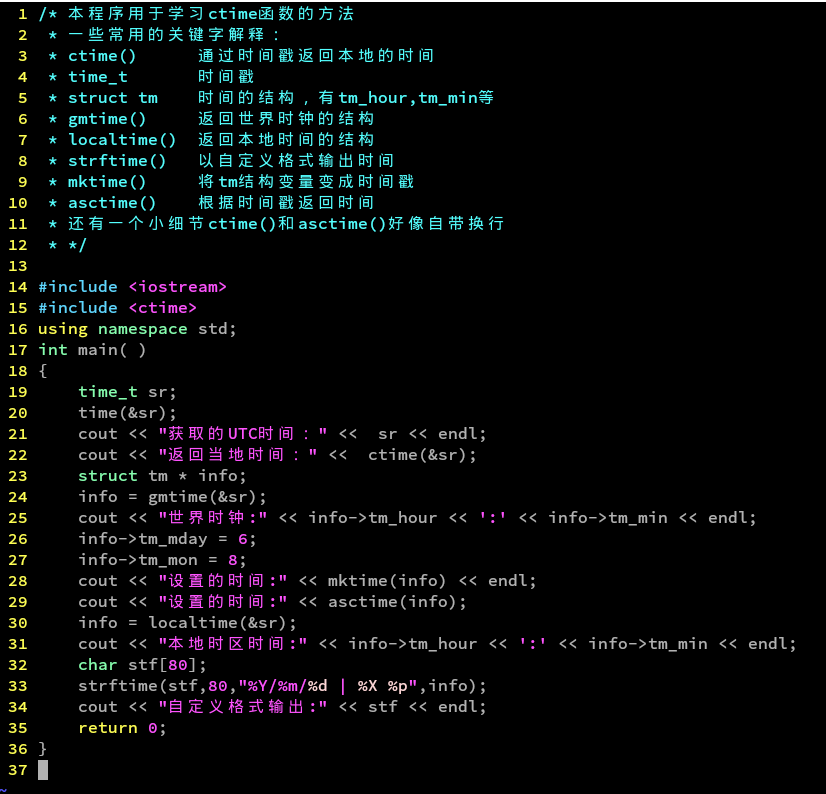 1 /* 本程序用于学习ctime函数的方法
2  * 一些常用的关键字解释：
3  * ctime()      通过时间戳返回本地的时间
4  * time_t       时间戳
5  * struct tm    时间的结构，有tm_hour,tm_min等
6  * gmtime()     返回世界时钟的结构
7  * localtime()  返回本地时间的结构
8  * strftime()   以自定义格式输出时间
9  * mktime()     将tm结构变量变成时间戳
10  * asctime()    根据时间戳返回时间
11  * 还有一个小细节ctime()和asctime()好像自带换行
12  * */
13
14 #include <iostream>
15 #include <ctime>
16 using namespace std;
17 int main( )
18 {
19     time_t sr;
20     time(&sr);
21     cout << "获取的UTC时间：" <<  sr << endl;
22     cout << "返回当地时间：" <<  ctime(&sr);
23     struct tm * info;
24     info = gmtime(&sr);
25     cout << "世界时钟:" << info->tm_hour << ':' << info->tm_min << endl;
26     info->tm_mday = 6;
27     info->tm_mon = 8;
28     cout << "设置的时间:" << mktime(info) << endl;
29     cout << "设置的时间:" << asctime(info);
30     info = localtime(&sr);
31     cout << "本地时区时间:" << info->tm_hour << ':' << info->tm_min << endl;
32     char stf[80];
33     strftime(stf,80,"%Y/%m/%d | %X %p",info);
34     cout << "自定义格式输出:" << stf << endl;
35     return 0;
36 }
37
~